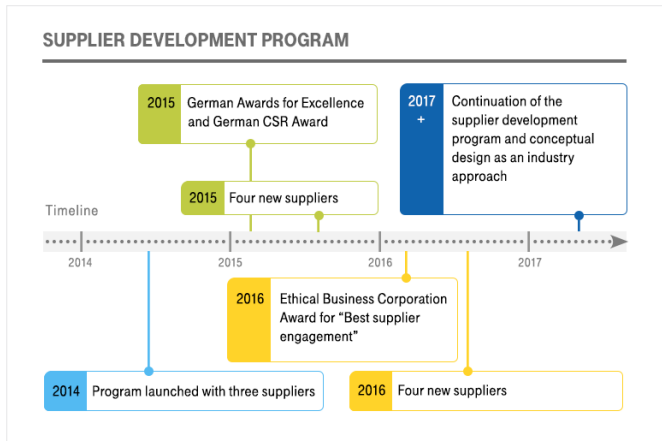 SUPPLIER DEVELOPMENT PROGRAM
2015
German Awards for Excellence
and German CSR Award
2017
+
Continuation of the
supplier development
program and conceptual
design as an industry
approach
2015
Four new suppliers
Timeline
2014
2015
2016
2017
2016
Ethical Business Corporation
Award for “Best supplier
engagement”
2014
Program launched with three suppliers
2016
Four new suppliers